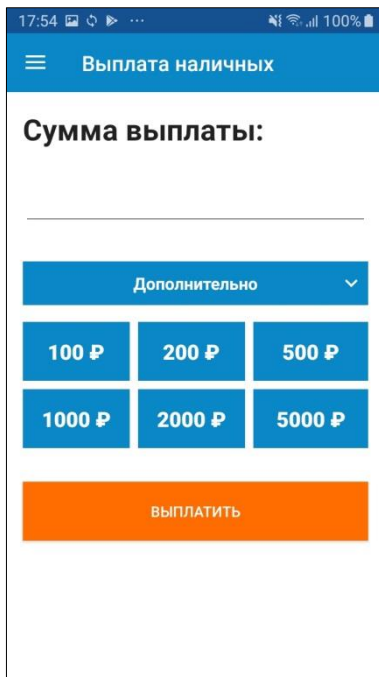 17:54 ... 100%
Выплата наличных
Сумма выплаты:
Дополнительно
100 ₽ 200 ₽ 500 ₽
1000 ₽ 2000 ₽ 5000 ₽
ВЫПЛАТИТЬ